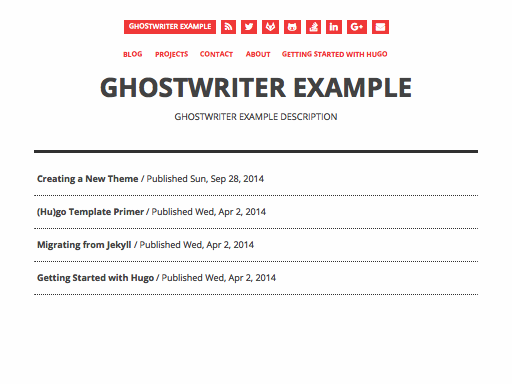 GHOSTWRITER EXAMPLE
BLOG PROJECTS CONTACT ABOUT GETTING STARTED WITH HUGO
GHOSTWRITER EXAMPLE
GHOSTWRITER EXAMPLE DESCRIPTION
Creating a New Theme / Published Sun, Sep 28, 2014
(Hu)go Template Primer / Published Wed, Apr 2, 2014
Migrating from Jekyll / Published Wed, Apr 2, 2014
Getting Started with Hugo / Published Wed, Apr 2, 2014